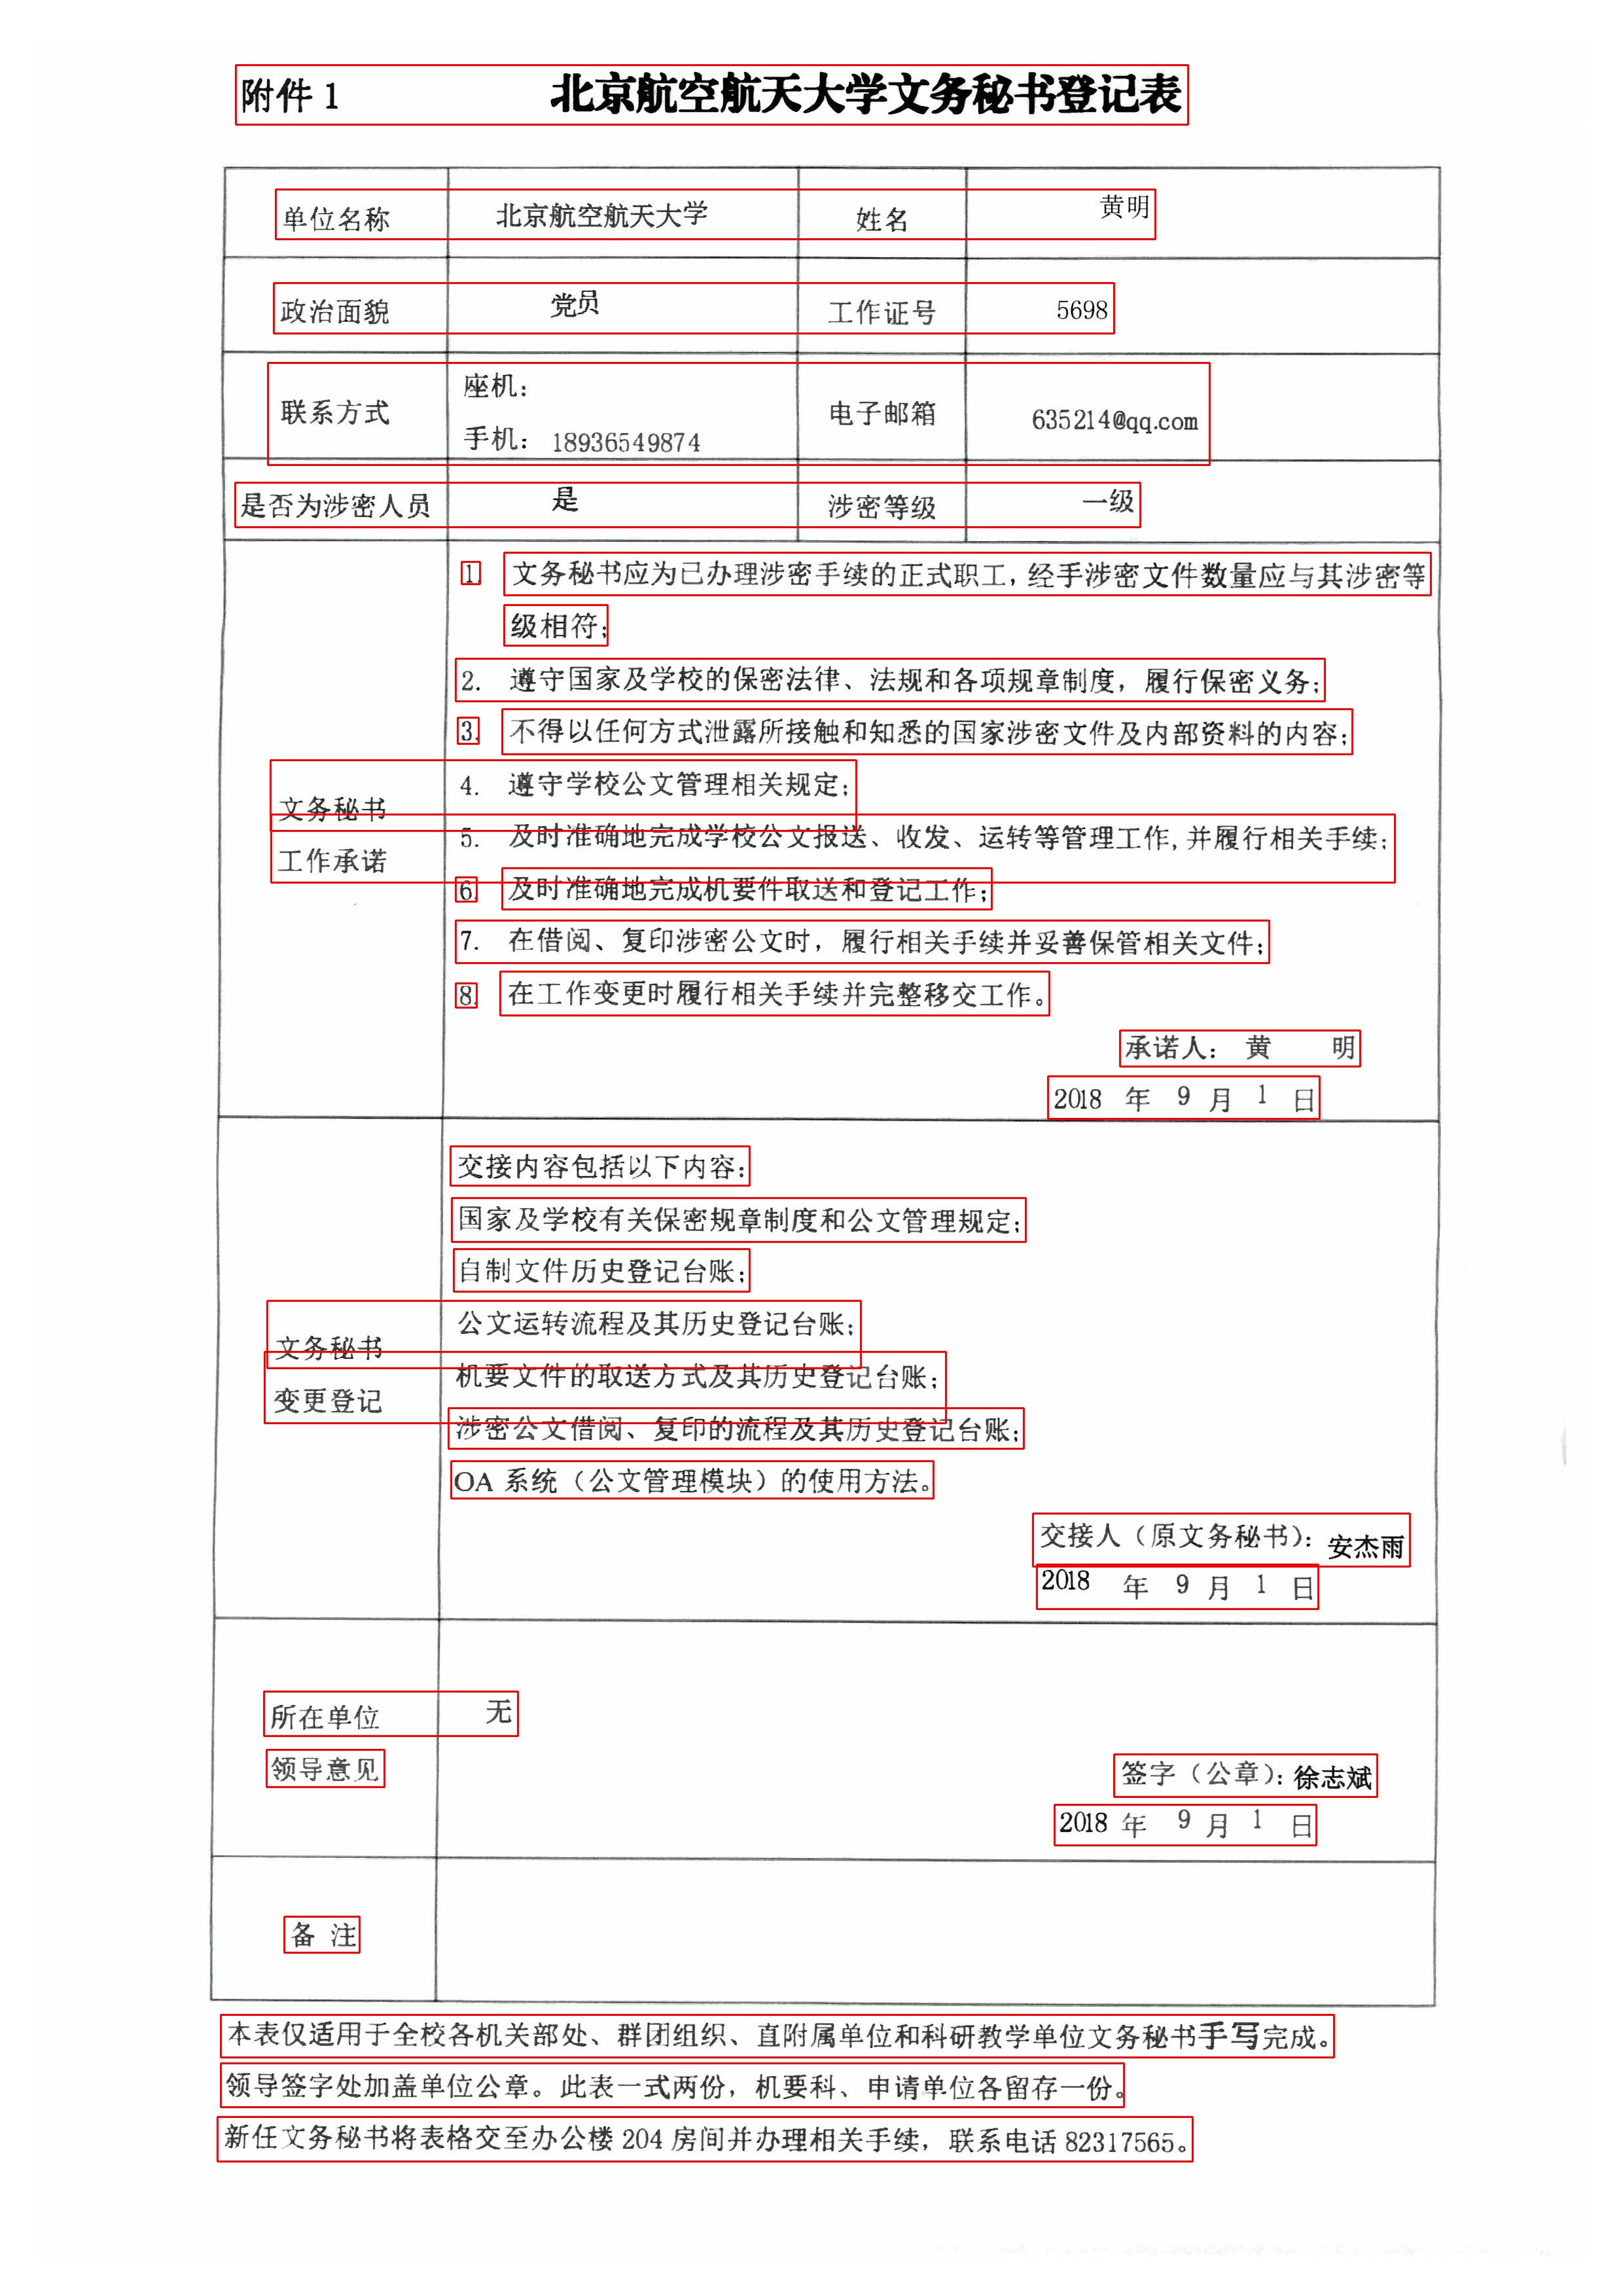 附件 1 北京航空航天大学文务秘书登记表
单位名称 北京航空航天大学 姓名 黄明
政治面貌 党员 工作证号 5698
联系方式 座机： 手机： 18936549874 电子邮箱 635214@qq.com
是否为涉密人员 是 涉密等级 一级
1. 文务秘书应为已办理涉密手续的正式职工，经手涉密文件数量应与其涉密等
级相符；
2. 遵守国家及学校的保密法律、法规和各项规章制度，履行保密义务；
3. 不得以任何方式泄露所接触和知悉的国家涉密文件及内部资料的内容；
文务秘书 4. 遵守学校公文管理相关规定；
工作承诺 5. 及时准确地完成学校公文报送、收发、运转等管理工作，并履行相关手续；
6. 及时准确地完成机要件取送和登记工作；
7. 在借阅、复印涉密公文时，履行相关手续并妥善保管相关文件；
8. 在工作变更时履行相关手续并完整移交工作。
承诺人： 黄 明
2018 年 9 月 1 日
交接内容包括以下内容：
国家及学校有关保密规章制度和公文管理规定；
自制文件历史登记台账；
文务秘书 公文运转流程及其历史登记台账；
变更登记 机要文件的取送方式及其历史登记台账；
涉密公文借阅、复印的流程及其历史登记台账；
OA 系统（公文管理模块）的使用方法。
交接人（原文务秘书）：安杰雨
2018 年 9 月 1 日
所在单位 无
领导意见
签字（公章）：徐志斌
2018 年 9 月 1 日
备 注
本表仅适用于全校各机关部处、群团组织、直附属单位和科研教学单位文务秘书手写完成。
领导签字处加盖单位公章。此表一式两份，机要科、申请单位各留存一份。
新任文务秘书将表格交至办公楼 204 房间并办理相关手续，联系电话 82317565。